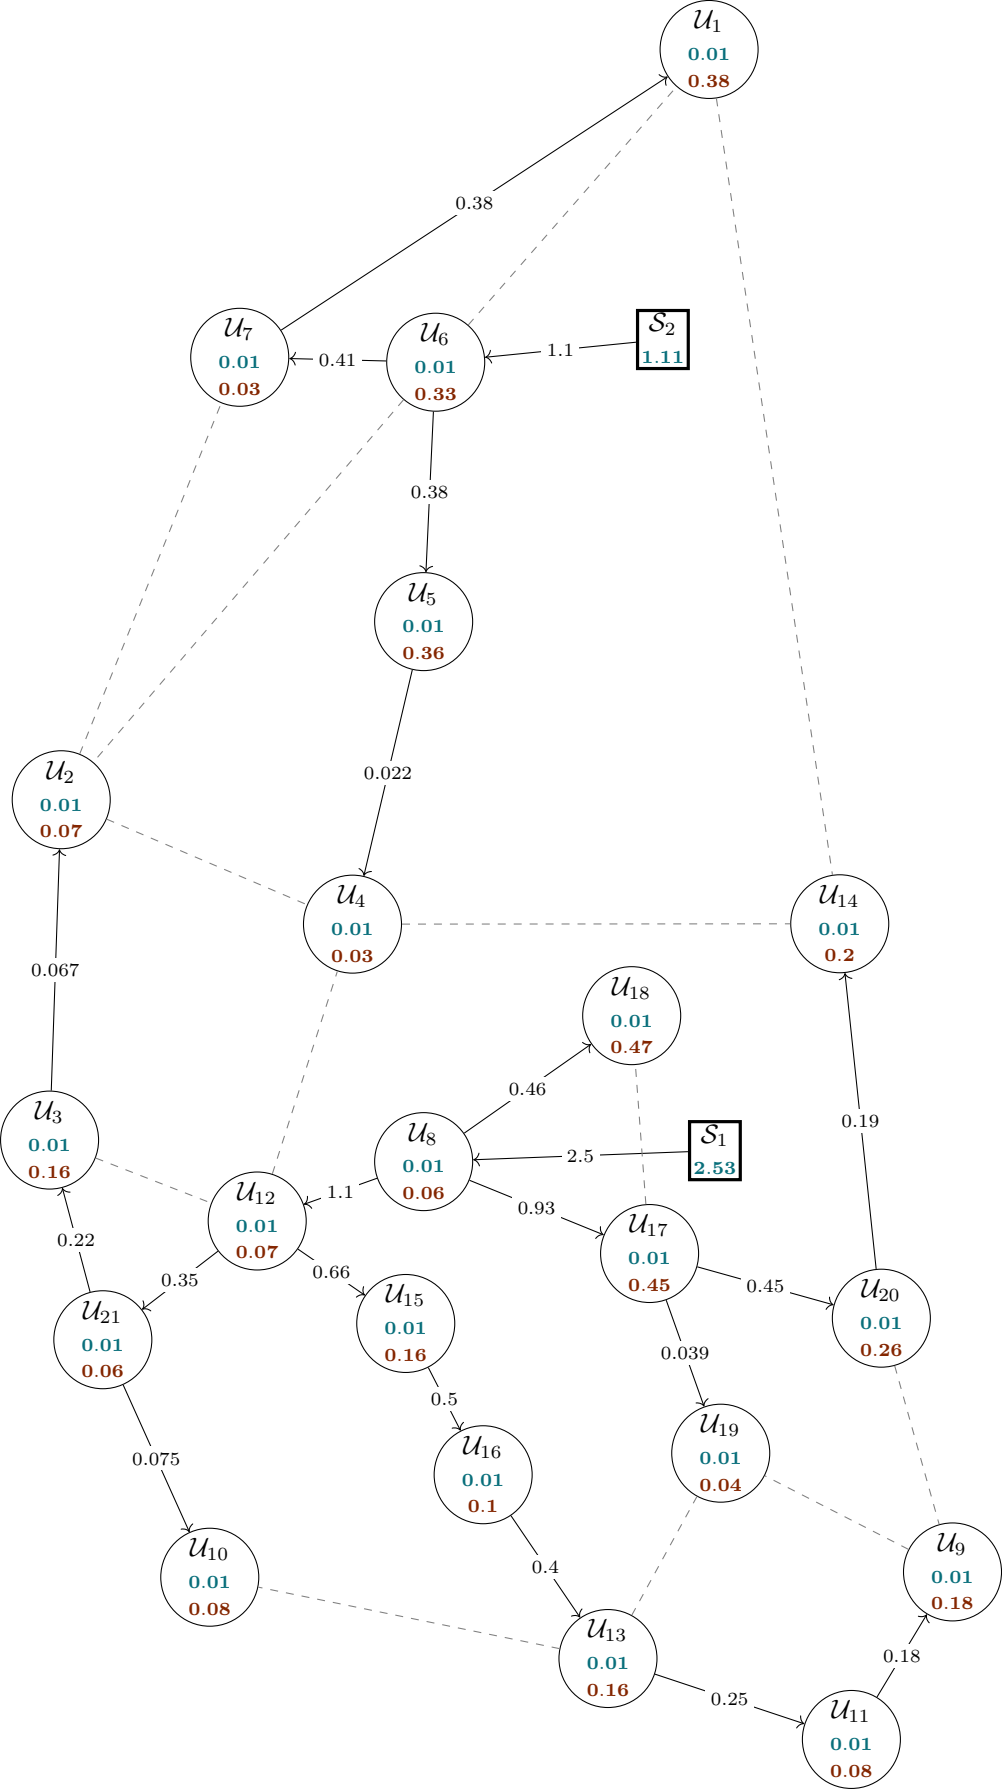 𝒰₁
0.01
0.38
0.38
𝒰₇
0.01
0.03
0.41
𝒰₆
0.01
0.33
1.1
𝒮₂
1.11
0.38
𝒰₅
0.01
0.36
0.022
𝒰₂
0.01
0.07
𝒰₄
0.01
0.03
𝒰₁₄
0.01
0.2
0.067
𝒰₁₈
0.01
0.47
0.46
0.19
𝒰₃
0.01
0.16
𝒰₈
0.01
0.06
2.5
𝒮₁
2.53
𝒰₁₂
0.01
0.07
1.1
0.93
𝒰₁₇
0.01
0.45
0.22
0.35
0.66
0.45
𝒰₂₁
0.01
0.06
𝒰₁₅
0.01
0.16
𝒰₂₀
0.01
0.26
0.039
0.5
𝒰₁₉
0.01
0.04
0.075
𝒰₁₆
0.01
0.1
𝒰₁₀
0.01
0.08
0.4
𝒰₉
0.01
0.18
𝒰₁₃
0.01
0.16
0.18
0.25
𝒰₁₁
0.01
0.08